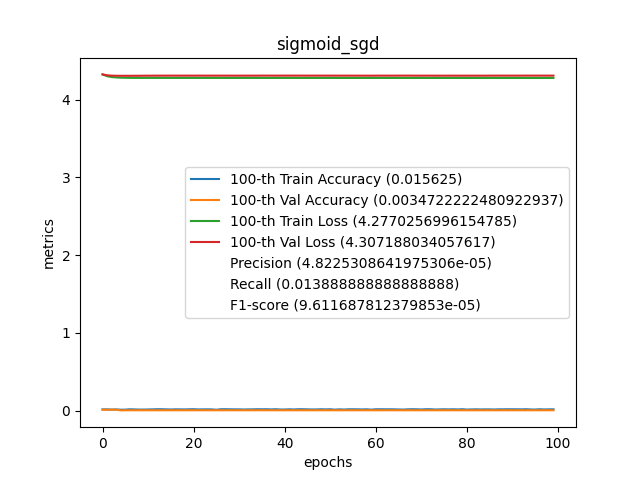 sigmoid_sgd
4
3
2
1
0
metrics
100-th Train Accuracy (0.015625)
100-th Val Accuracy (0.0034722222480922937)
100-th Train Loss (4.2770256996154785)
100-th Val Loss (4.307188034057617)
Precision (4.8225308641975306e-05)
Recall (0.013888888888888888)
F1-score (9.611687812379853e-05)
0 20 40 60 80 100
epochs